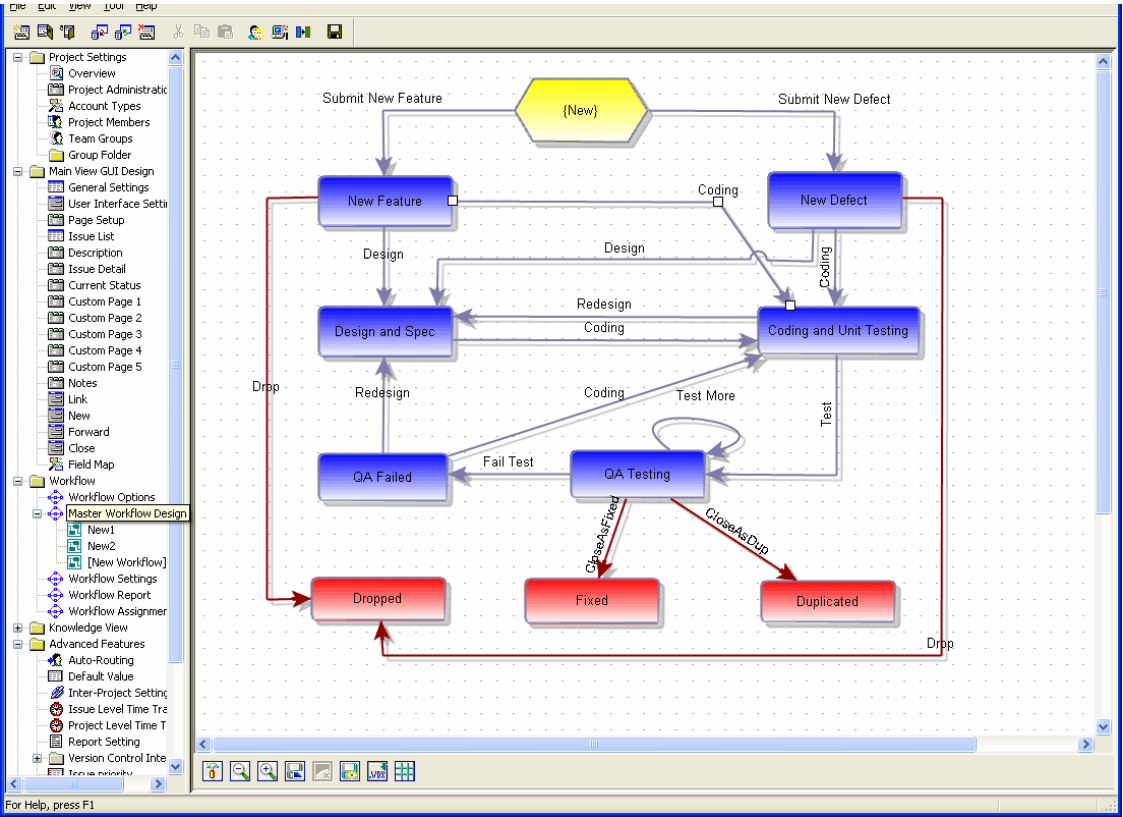 File Edit View Tool Help
Project Settings
Overview
Project Administratic
Account Types
Project Members
Team Groups
Group Folder
Main View GUI Design
General Settings
User Interface Setti
Page Setup
Issue List
Description
Issue Detail
Current Status
Custom Page 1
Custom Page 2
Custom Page 3
Custom Page 4
Custom Page 5
Notes
Link
New
Forward
Close
Field Map
Workflow
Workflow Options
Master Workflow Design
New1
New2
[New Workflow]
Workflow Settings
Workflow Report
Workflow Assignmer
Knowledge View
Advanced Features
Auto-Routing
Default Value
Inter-Project Setting
Issue Level Time Tra
Project Level Time T
Report Setting
Version Control Inte
Issue priority
Submit New Feature
{New}
Submit New Defect
New Feature
Coding
New Defect
Design
Design
Coding
Redesign
Design and Spec
Coding
Coding and Unit Testing
Drop
Redesign
Coding
Test More
Test
QA Failed
Fail Test
QA Testing
CloseAsFixed
CloseAsDup
Dropped
Fixed
Duplicated
Drop
.WBX
For Help, press F1